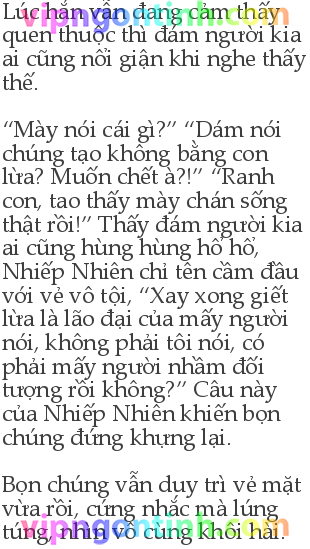 Lúc hắn vẫn đang cảm thấy
quen thuộc thì đám người kia
ai cũng nổi giận khi nghe thấy
thế.
“Mày nói cái gì?” “Dám nói
chúng tạo không bằng con
lừa? Muốn chết à?!” “Ranh
con, tao thấy mày chán sống
thật rồi!” Thấy đám người kia
ai cũng hùng hùng hổ hổ,
Nhiếp Nhiên chỉ tên cầm đầu
với vẻ vô tội, “Xay xong giết
lừa là lão đại của mấy người
nói, không phải tôi nói, có
phải mấy người nhầm đối
tượng rồi không?” Câu này
của Nhiếp Nhiên khiến bọn
chúng đứng khựng lại.
Bọn chúng vẫn duy trì vẻ mặt
vừa rồi, cứng nhắc mà lúng
túng, nhìn vô cùng khôi hài.
vipngontinh.com
vipngontinh.com